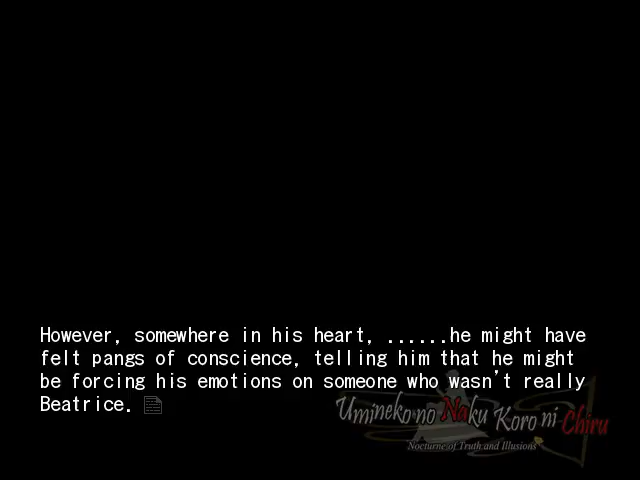 However, somewhere in his heart, ......he might have
felt pangs of conscience, telling him that he might
be forcing his emotions on someone who wasn't really
Beatrice.
Umineko no Naku Koro ni Chiru
Nocturne of Truth and Illusions